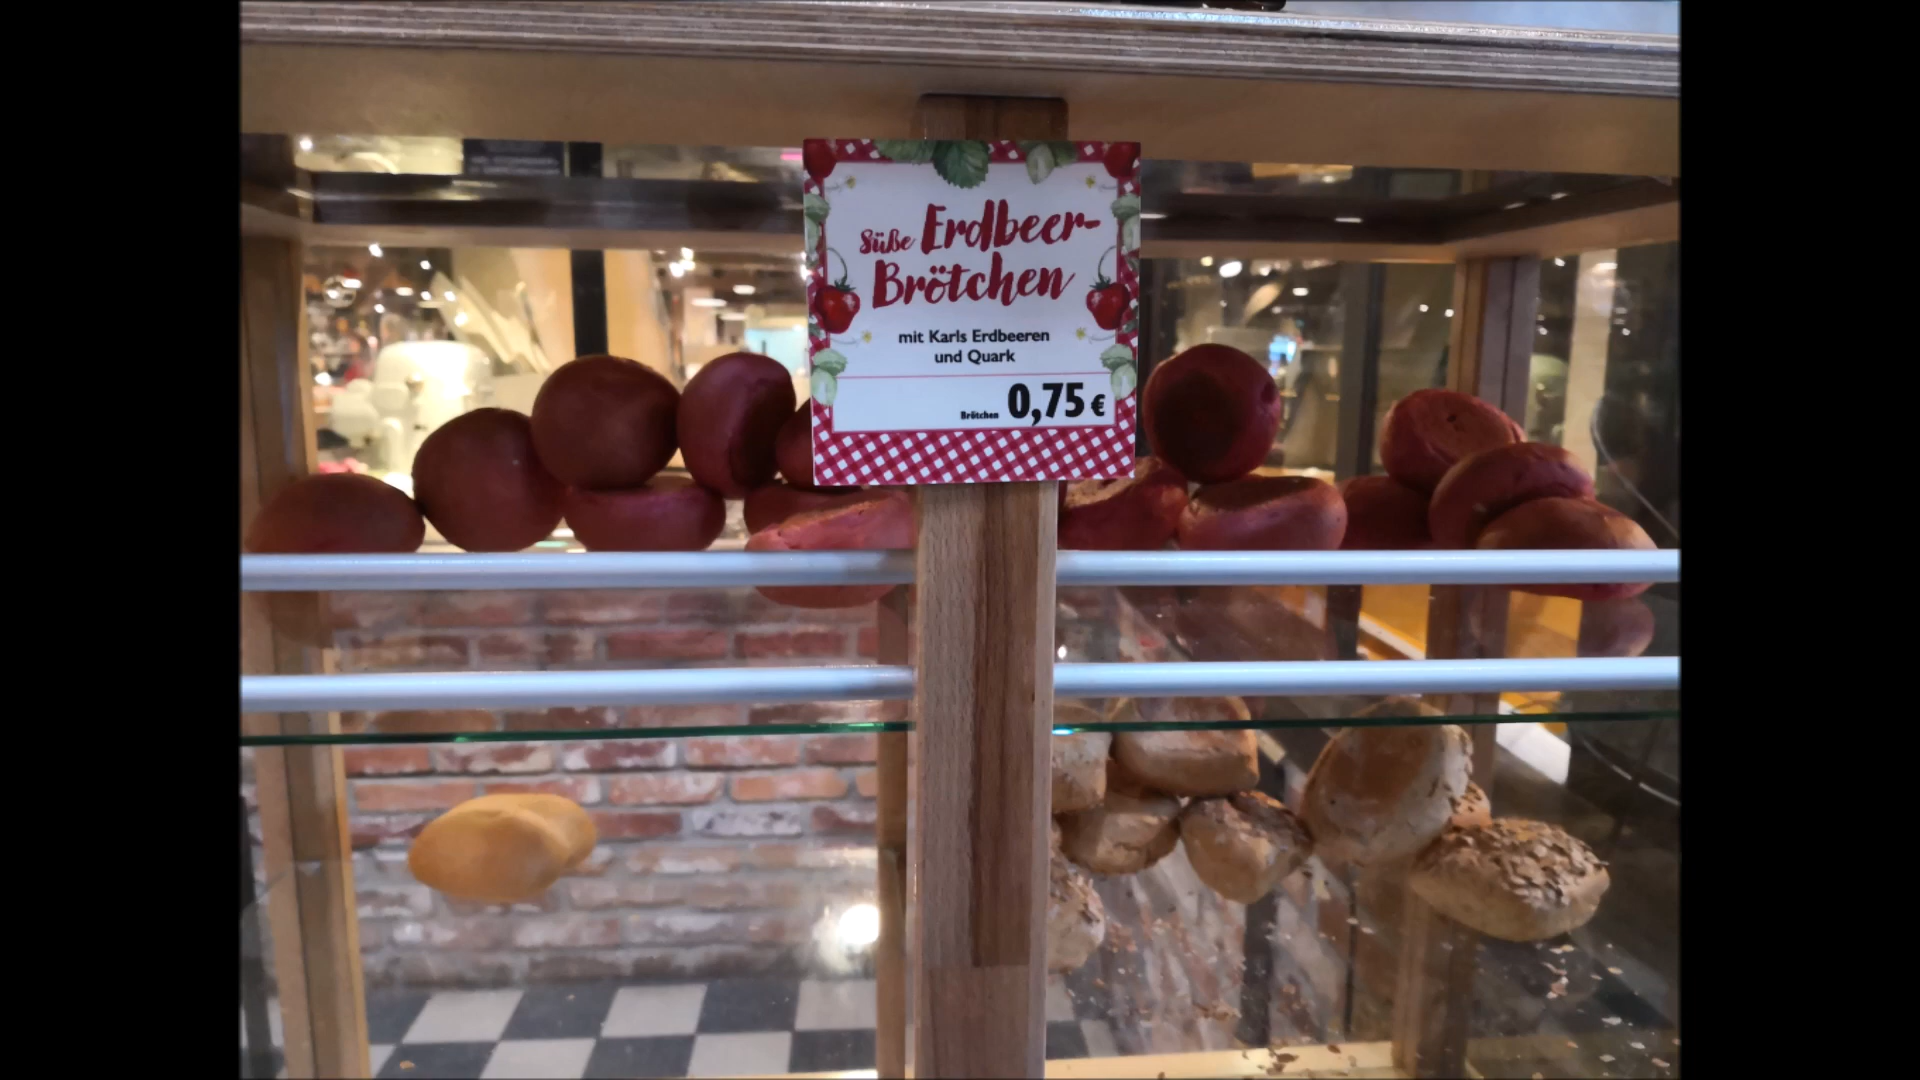 Süße Erdbeer-
Brötchen
mit Karls Erdbeeren
und Quark
Brötchen 0,75 €